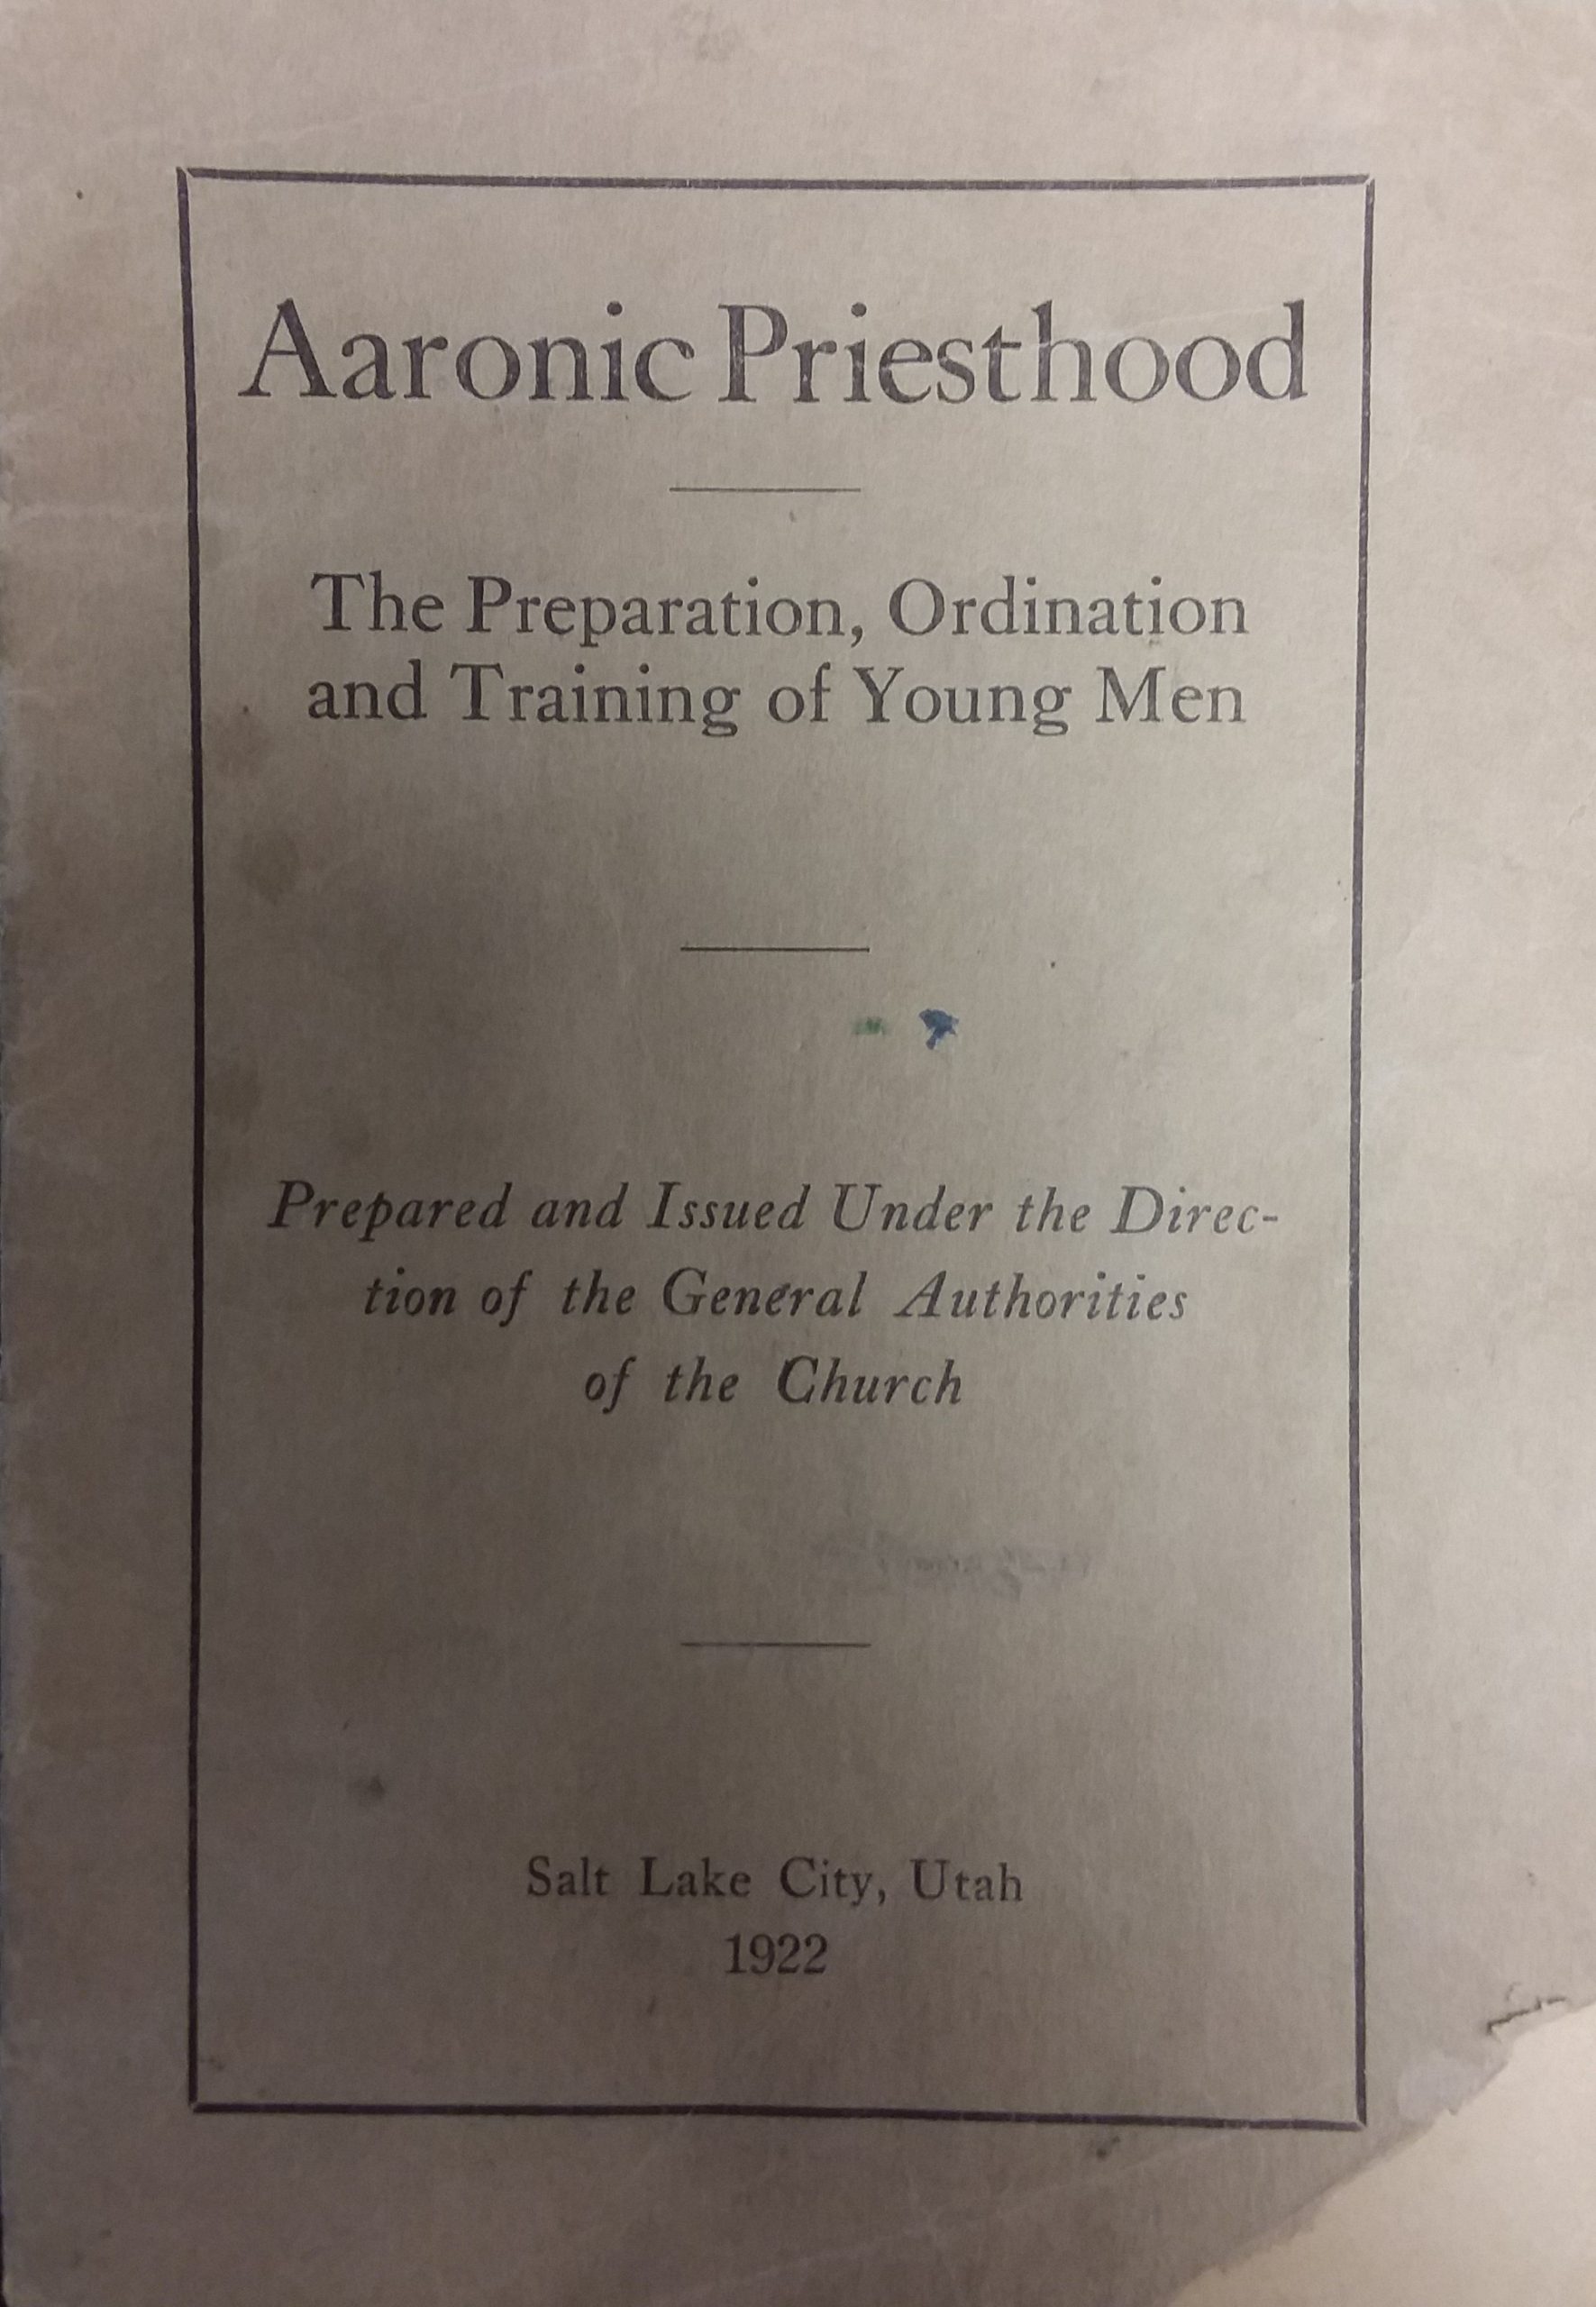 Aaronic Priesthood
The Preparation, Ordination
and Training of Young Men
Prepared and Issued Under the Direc-
tion of the General Authorities
of the Church
Salt Lake City, Utah
1922